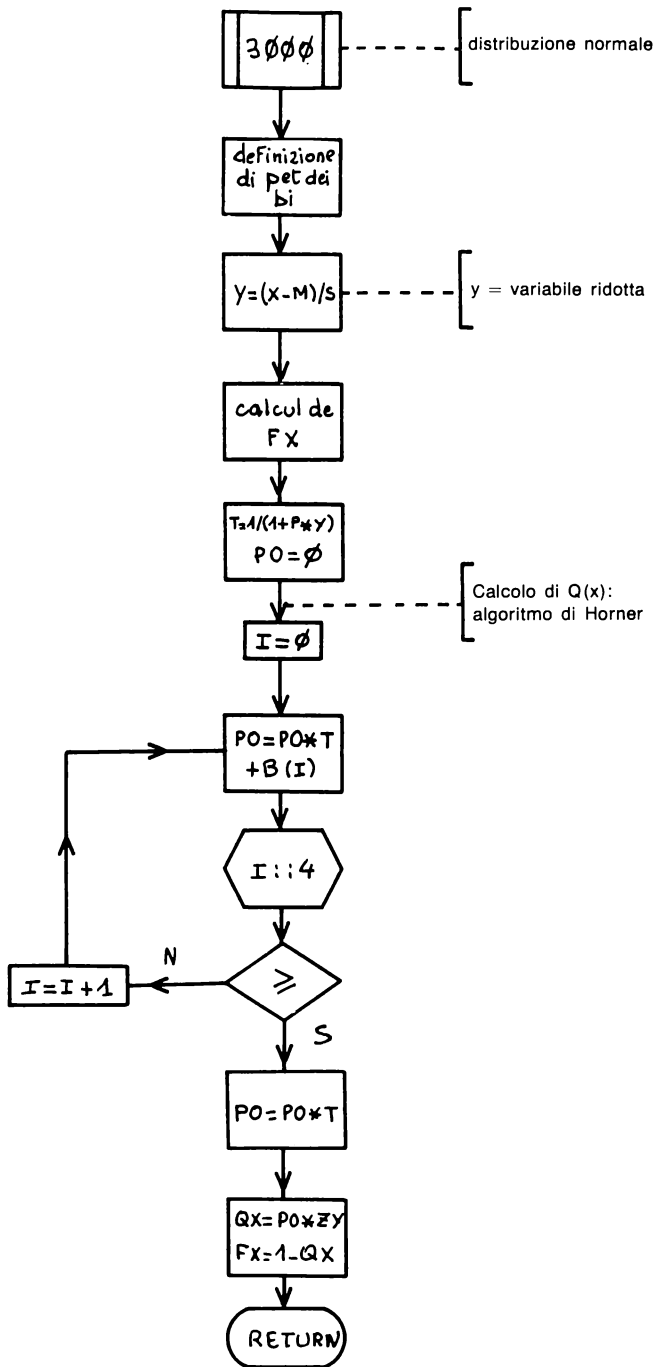 3000
distribuzione normale
definizione
di pet dei
bi
Y=(X-M)/S
y = variabile ridotta
calcul de
FX
T=1/(1+P*Y)
PO=0
Calcolo di Q(x):
algoritmo di Horner
I=0
PO=PO*T
+B(I)
I::4
N
≥
I=I+1
S
PO=PO*T
QX=PO*ZY
FX=1-QX
RETURN